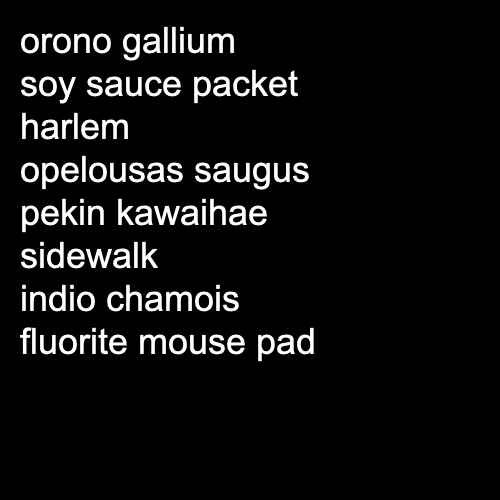 orono gallium
soy sauce packet
harlem
opelousas saugus
pekin kawaihae
sidewalk
indio chamois
fluorite mouse pad